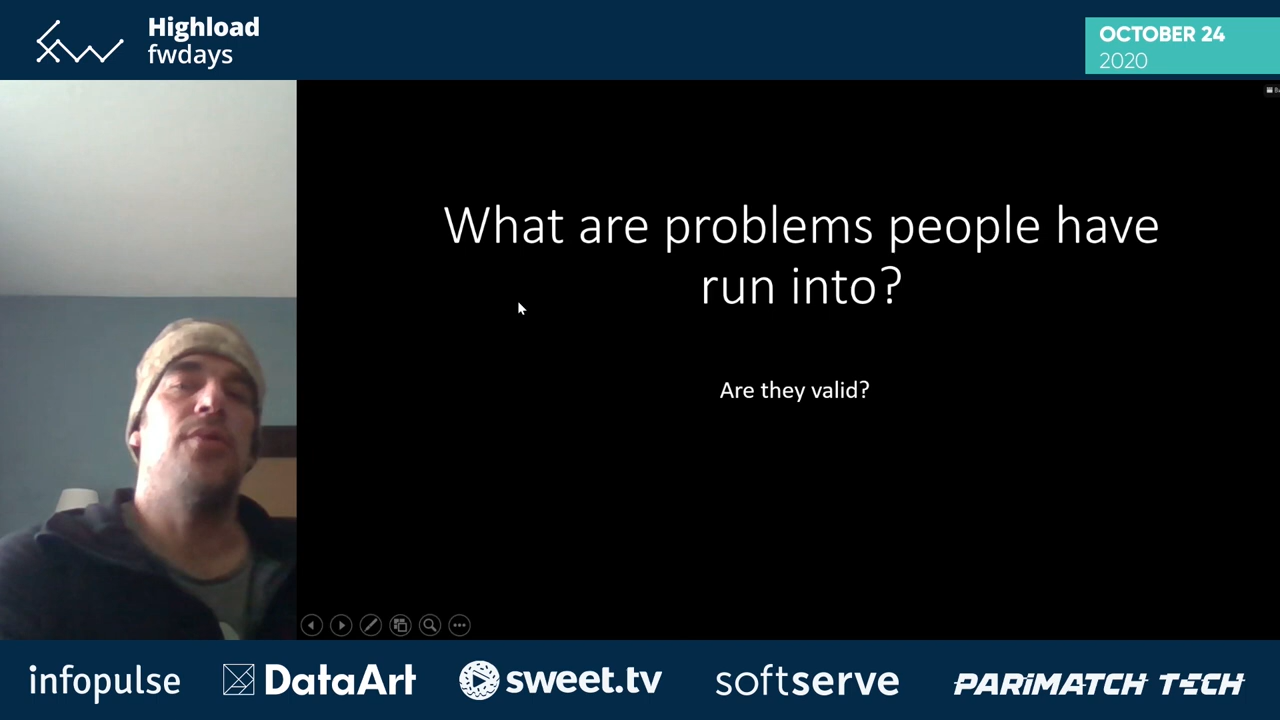 Highload
fwdays
OCTOBER 24
2020
What are problems people have
run into?
Are they valid?
infopulse
DataArt
sweet.tv
softserve
PARIMATCH TECH